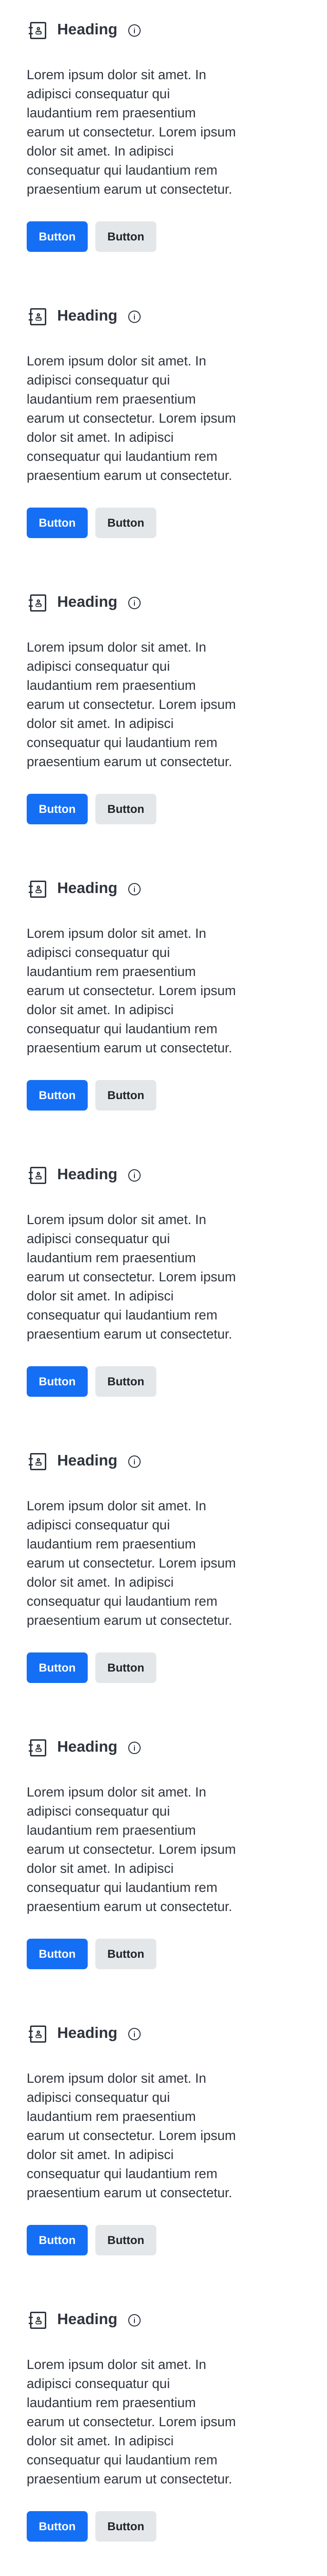 Heading
Lorem ipsum dolor sit amet. In
adipisci consequatur qui
laudantium rem praesentium
earum ut consectetur. Lorem ipsum
dolor sit amet. In adipisci
consequatur qui laudantium rem
praesentium earum ut consectetur.
Button Button
Heading
Lorem ipsum dolor sit amet. In
adipisci consequatur qui
laudantium rem praesentium
earum ut consectetur. Lorem ipsum
dolor sit amet. In adipisci
consequatur qui laudantium rem
praesentium earum ut consectetur.
Button Button
Heading
Lorem ipsum dolor sit amet. In
adipisci consequatur qui
laudantium rem praesentium
earum ut consectetur. Lorem ipsum
dolor sit amet. In adipisci
consequatur qui laudantium rem
praesentium earum ut consectetur.
Button Button
Heading
Lorem ipsum dolor sit amet. In
adipisci consequatur qui
laudantium rem praesentium
earum ut consectetur. Lorem ipsum
dolor sit amet. In adipisci
consequatur qui laudantium rem
praesentium earum ut consectetur.
Button Button
Heading
Lorem ipsum dolor sit amet. In
adipisci consequatur qui
laudantium rem praesentium
earum ut consectetur. Lorem ipsum
dolor sit amet. In adipisci
consequatur qui laudantium rem
praesentium earum ut consectetur.
Button Button
Heading
Lorem ipsum dolor sit amet. In
adipisci consequatur qui
laudantium rem praesentium
earum ut consectetur. Lorem ipsum
dolor sit amet. In adipisci
consequatur qui laudantium rem
praesentium earum ut consectetur.
Button Button
Heading
Lorem ipsum dolor sit amet. In
adipisci consequatur qui
laudantium rem praesentium
earum ut consectetur. Lorem ipsum
dolor sit amet. In adipisci
consequatur qui laudantium rem
praesentium earum ut consectetur.
Button Button
Heading
Lorem ipsum dolor sit amet. In
adipisci consequatur qui
laudantium rem praesentium
earum ut consectetur. Lorem ipsum
dolor sit amet. In adipisci
consequatur qui laudantium rem
praesentium earum ut consectetur.
Button Button
Heading
Lorem ipsum dolor sit amet. In
adipisci consequatur qui
laudantium rem praesentium
earum ut consectetur. Lorem ipsum
dolor sit amet. In adipisci
consequatur qui laudantium rem
praesentium earum ut consectetur.
Button Button